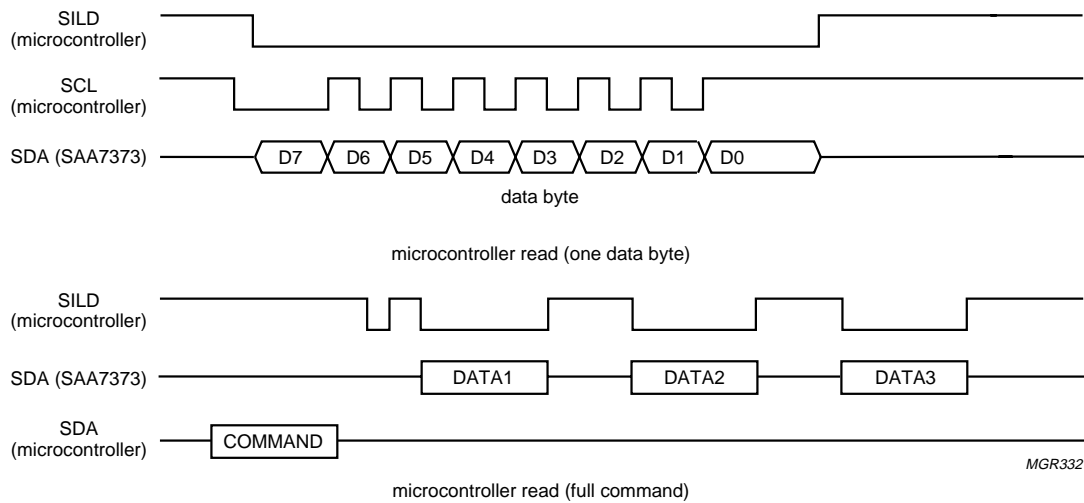 SILD
(microcontroller)
SCL
(microcontroller)
SDA (SAA7373) D7 D6 D5 D4 D3 D2 D1 D0
data byte
microcontroller read (one data byte)
SILD
(microcontroller)
SDA (SAA7373) DATA1 DATA2 DATA3
SDA
(microcontroller)
COMMAND
MGR332
microcontroller read (full command)